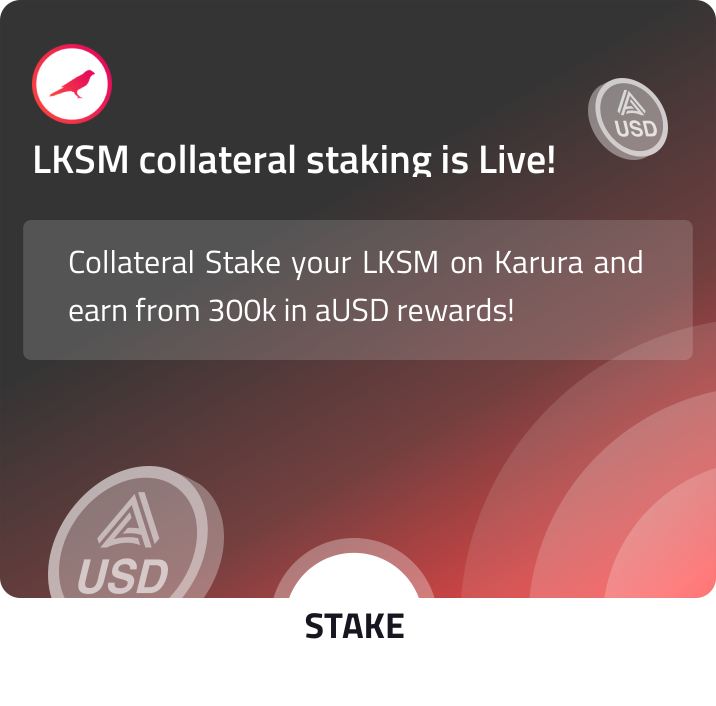 USD
LKSM collateral staking is Live!
Collateral Stake your LKSM on Karura and
earn from 300k in aUSD rewards!
USD
STAKE